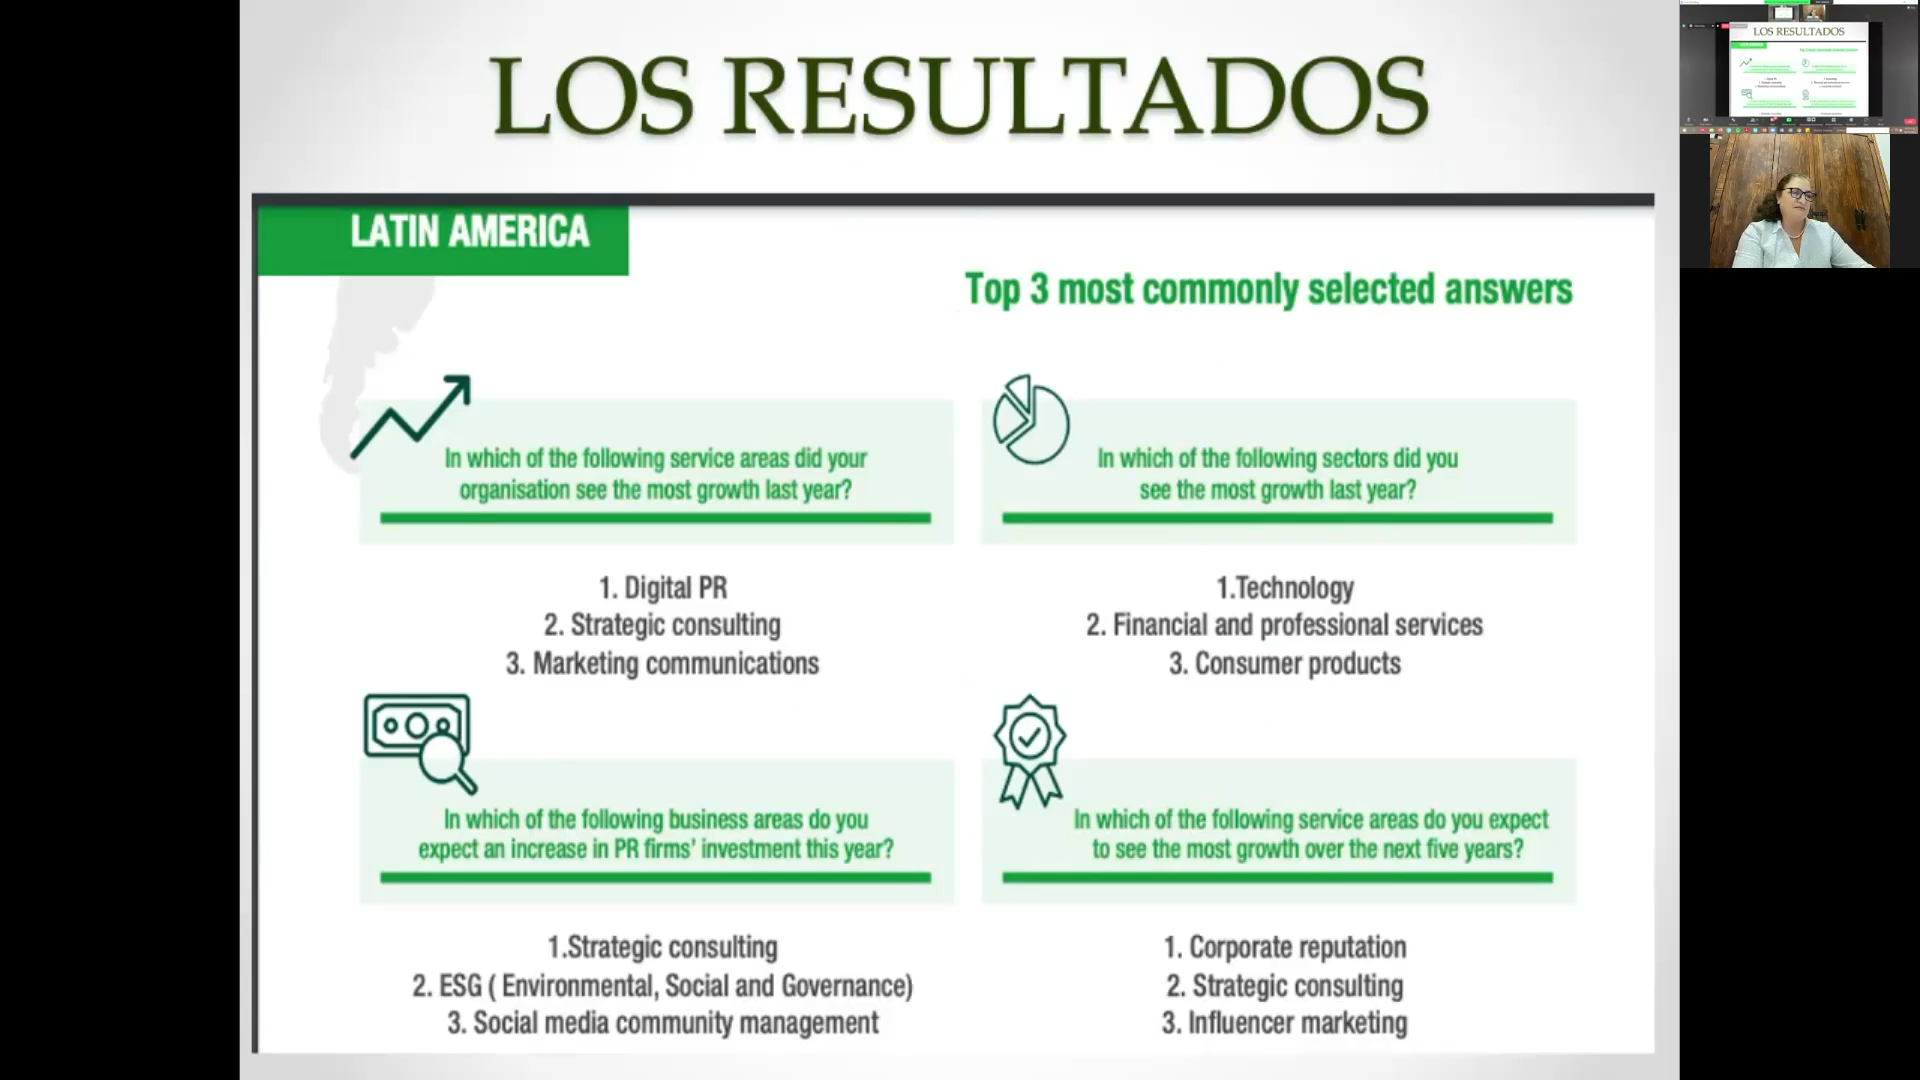 LOS RESULTADOS
LATIN AMERICA
Top 3 most commonly selected answers
In which of the following service areas did your
organisation see the most growth last year?
1. Digital PR
2. Strategic consulting
3. Marketing communications
In which of the following sectors did you
see the most growth last year?
1.Technology
2. Financial and professional services
3. Consumer products
In which of the following business areas do you
expect an increase in PR firms' investment this year?
1.Strategic consulting
2. ESG ( Environmental, Social and Governance)
3. Social media community management
In which of the following service areas do you expect
to see the most growth over the next five years?
1. Corporate reputation
2. Strategic consulting
3. Influencer marketing
LOS RESULTADOS